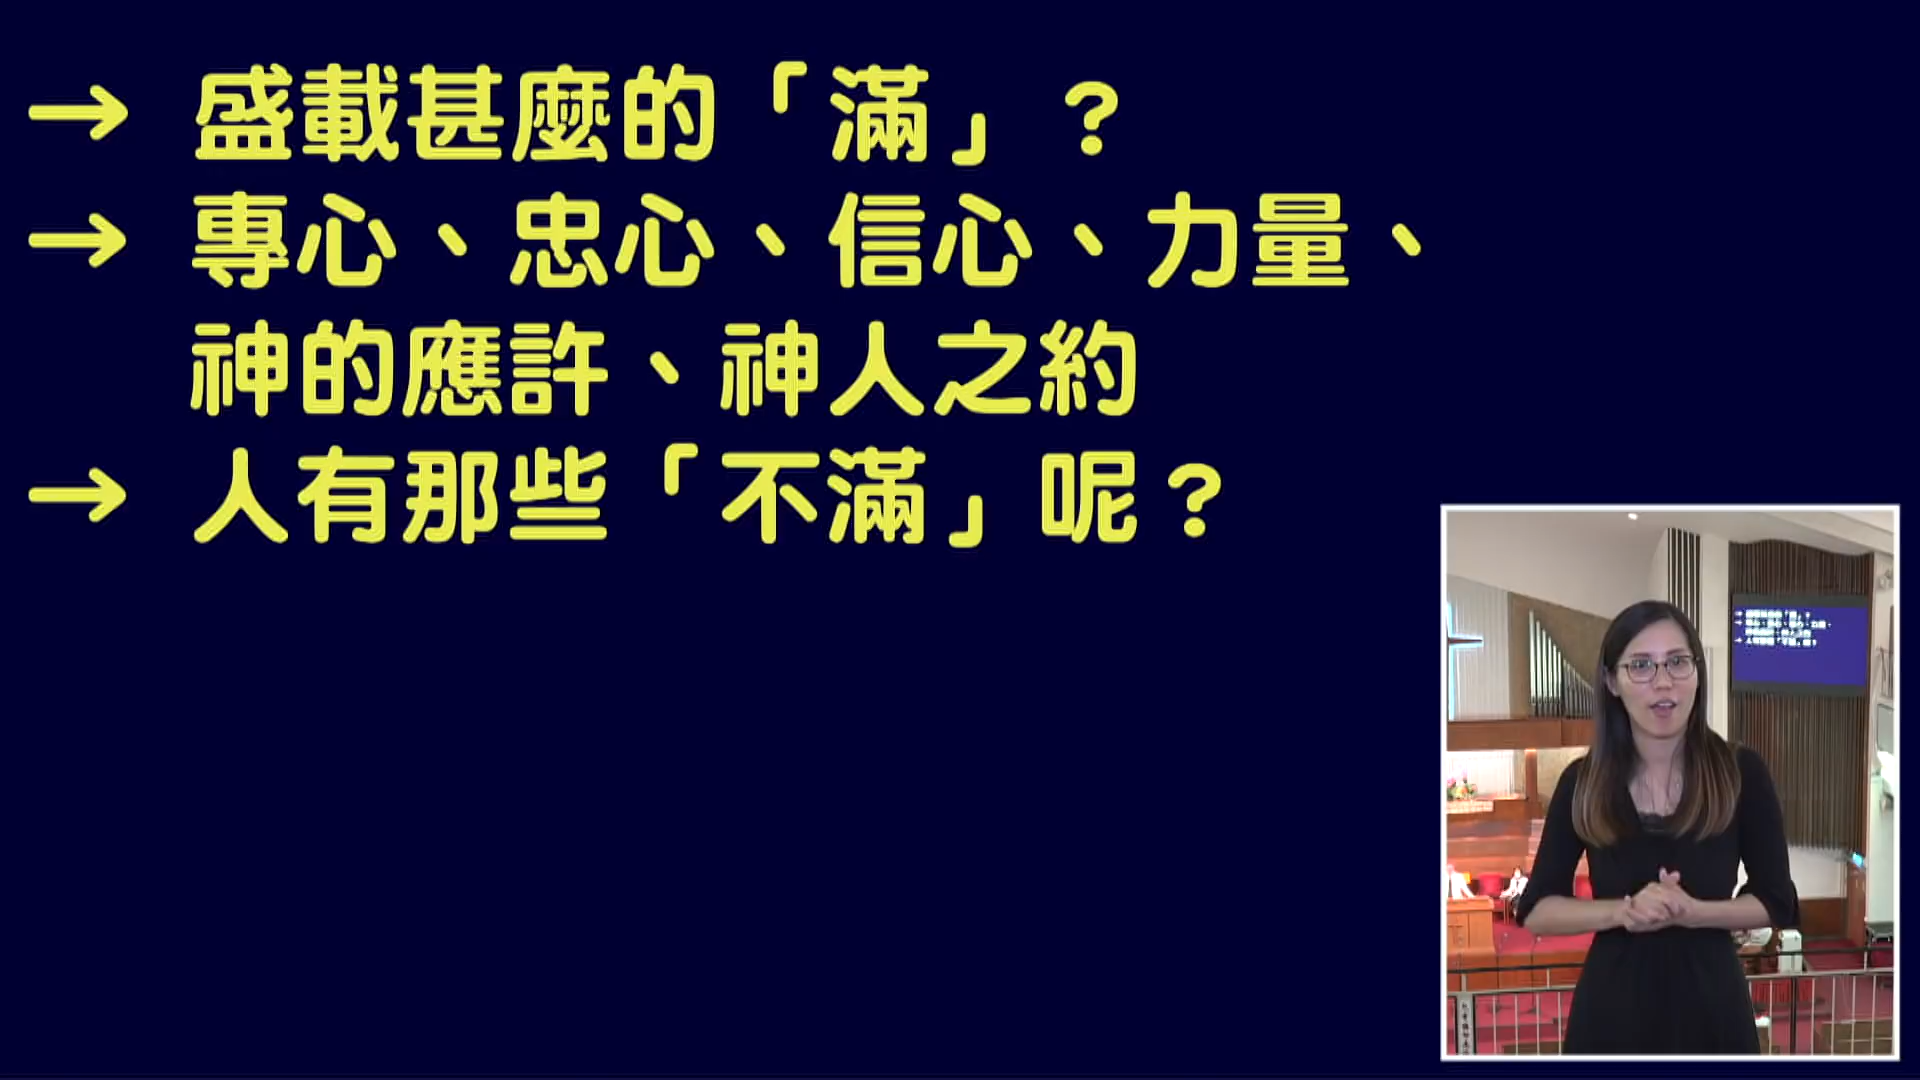 → 盛載甚麼的「滿」？
→ 專心、忠心、信心、力量、
神的應許、神人之約
→ 人有那些「不滿」呢？